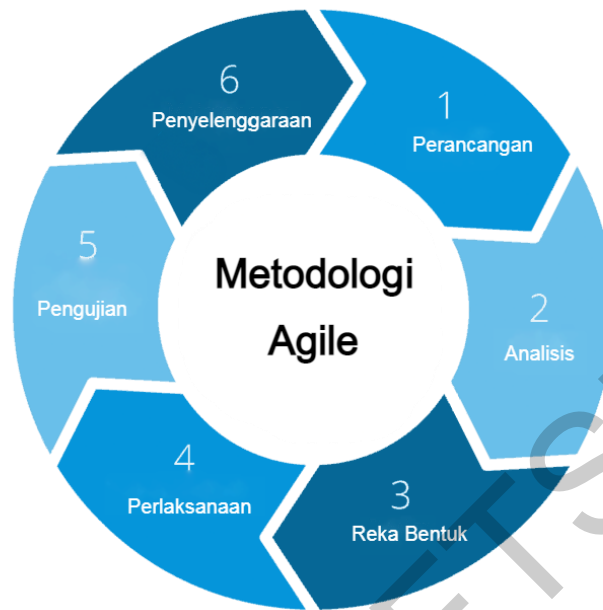 Metodologi
Agile
1
Perancangan
2
Analisis
3
Reka Bentuk
4
Perlaksanaan
5
Pengujian
6
Penyelenggaraan